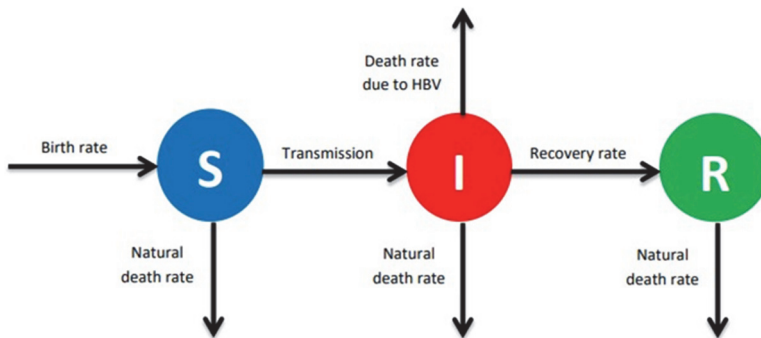 Death rate
due to HBV
Birth rate
S
Transmission
I
Recovery rate
R
Natural
death rate
Natural
death rate
Natural
death rate